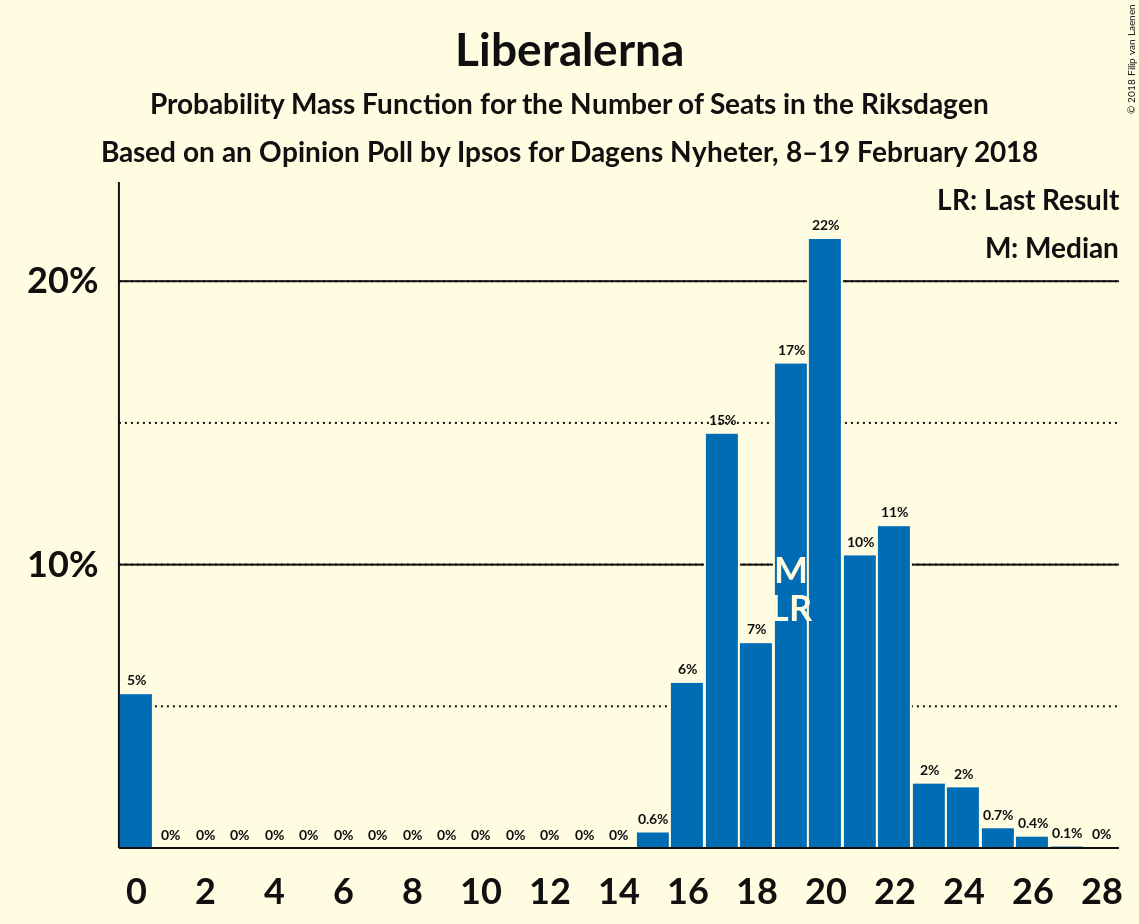 Liberalerna
Probability Mass Function for the Number of Seats in the Riksdagen
Based on an Opinion Poll by Ipsos for Dagens Nyheter, 8–19 February 2018
© 2018 Filip van Laenen
LR: Last Result
M: Median
20%
10%
5% 0% 0% 0% 0% 0% 0% 0% 0% 0% 0% 0% 0% 0% 0% 0.6% 6% 15% 7% 17% 22% 10% 11% 2% 2% 0.7% 0.4% 0.1% 0%
M
LR
0 2 4 6 8 10 12 14 16 18 20 22 24 26 28